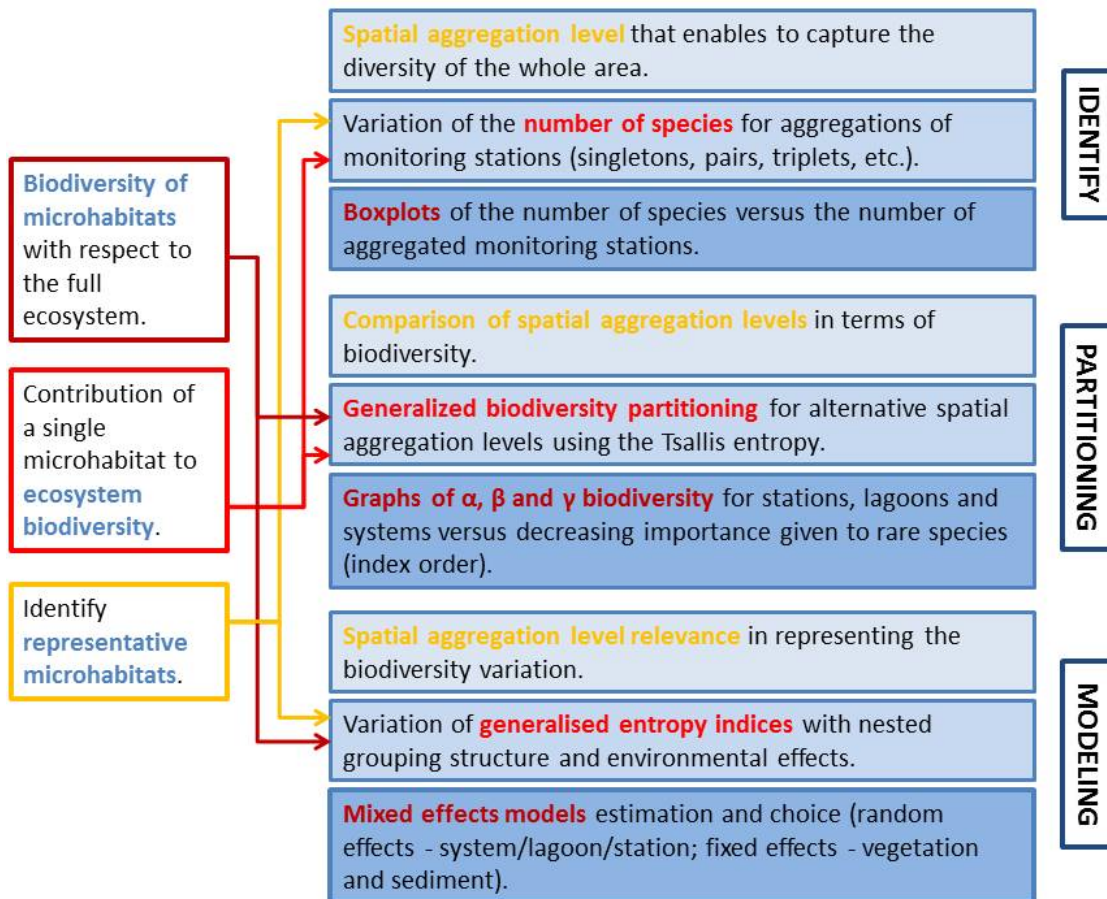 Biodiversity of
microhabitats
with respect to
the full
ecosystem.
Contribution of
a single
microhabitat to
ecosystem
biodiversity.
Identify
representative
microhabitats.
Spatial aggregation level that enables to capture the
diversity of the whole area.
Variation of the number of species for aggregations of
monitoring stations (singletons, pairs, triplets, etc.).
Boxplots of the number of species versus the number of
aggregated monitoring stations.
IDENTIFY
Comparison of spatial aggregation levels in terms of
biodiversity.
Generalized biodiversity partitioning for alternative spatial
aggregation levels using the Tsallis entropy.
Graphs of α, β and γ biodiversity for stations, lagoons and
systems versus decreasing importance given to rare species
(index order).
PARTITIONING
Spatial aggregation level relevance in representing the
biodiversity variation.
Variation of generalised entropy indices with nested
grouping structure and environmental effects.
Mixed effects models estimation and choice (random
effects - system/lagoon/station; fixed effects - vegetation
and sediment).
MODELING